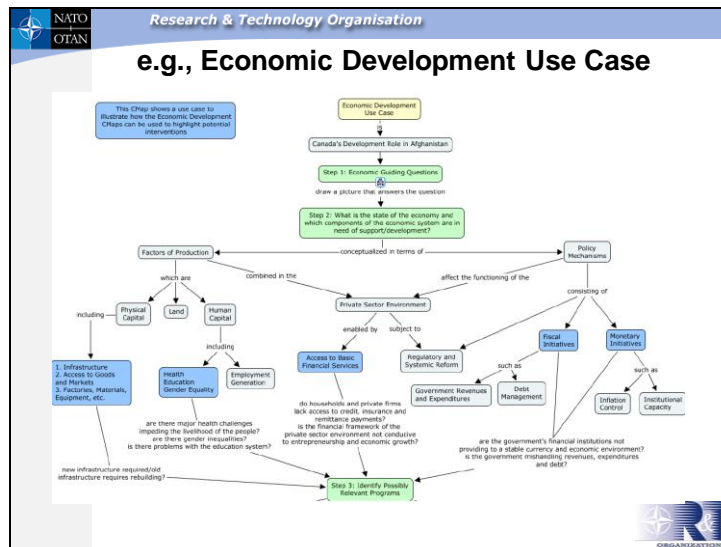 NATO
OTAN
Research & Technology Organisation
e.g., Economic Development Use Case
This CMap shows a use case to
illustrate how the Economic Development
CMaps can be used to highlight potential
interventions
Economic Development
Use Case
is
Canada's Development Role in Afghanistan
Step 1: Economic Guiding Questions
draw a picture that answers the question
Step 2: What is the state of the economy and
which components of the economic system are in
need of support/development?
conceptualized in terms of
Factors of Production
Policy
Mechanisms
which are
combined in the
affect the functioning of the
consisting of
including
Physical
Capital
Land
Human
Capital
Private Sector Environment
including
enabled by
subject to
Fiscal
Initiatives
Monetary
Initiatives
1. Infrastructure
2. Access to Goods
and Markets
3. Factories, Materials,
Equipment, etc.
Health
Education
Gender Equality
Employment
Generation
Access to Basic
Financial Services
Regulatory and
Systemic Reform
such as
such as
Government Revenues
and Expenditures
Debt
Management
Inflation
Control
Institutional
Capacity
do households and private firms
lack access to credit, insurance and
remittance payments?
Is the financial framework of the
private sector environment not conducive
to entrepreneurship and economic growth?
are there major health challenges
impeding the livelihood of the people?
are there gender inequalities?
is there problems with the education system?
are the government's financial institutions not
providing to a stable currency and economic environment?
Is the government mishandling revenues, expenditures
and debt?
new infrastructure required/old
infrastructure requires rebuilding?
Step 3: Identify Possibly
Relevant Programs
R&T
ORGANIZATION